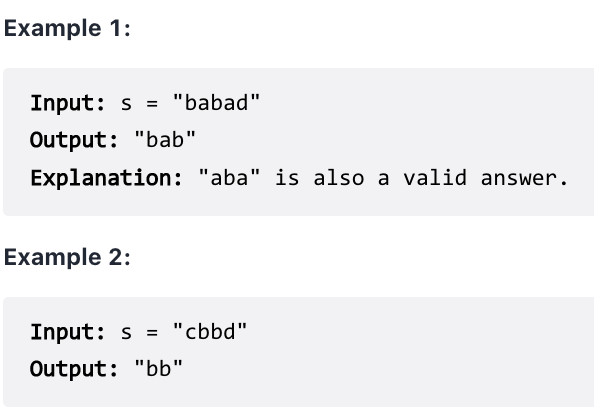 Example 1:
Input: s = "babad"
Output: "bab"
Explanation: "aba" is also a valid answer.
Example 2:
Input: s = "cbbd"
Output: "bb"